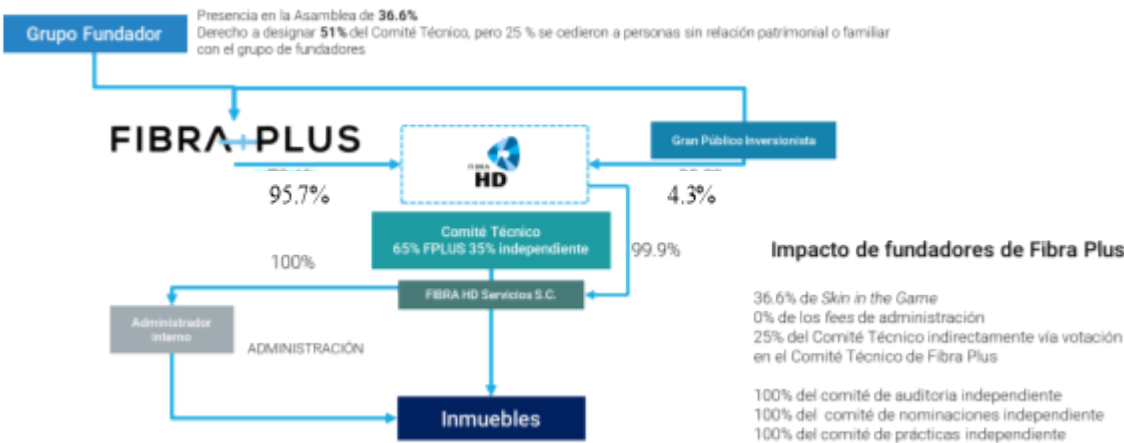 Grupo Fundador
Presencia en la Asamblea de 36.6%
Derecho a designar 51% del Comité Técnico, pero 25 % se cedieron a personas sin relación patrimonial o familiar
con el grupo de fundadores
FIBRA+PLUS
FIBRA
HD
Gran Público Inversionista
95.7%
4.3%
Comité Técnico
65% FPLUS 35% independiente
99.9%
100%
FIBRA HD Servicios S.C.
Administrador
interno
ADMINISTRACIÓN
Inmuebles
Impacto de fundadores de Fibra Plus
36.6% de Skin in the Game
0% de los fees de administración
25% del Comité Técnico indirectamente vía votación
en el Comité Técnico de Fibra Plus
100% del comité de auditoria independiente
100% del comité de nominaciones independiente
100% del comité de prácticas independiente